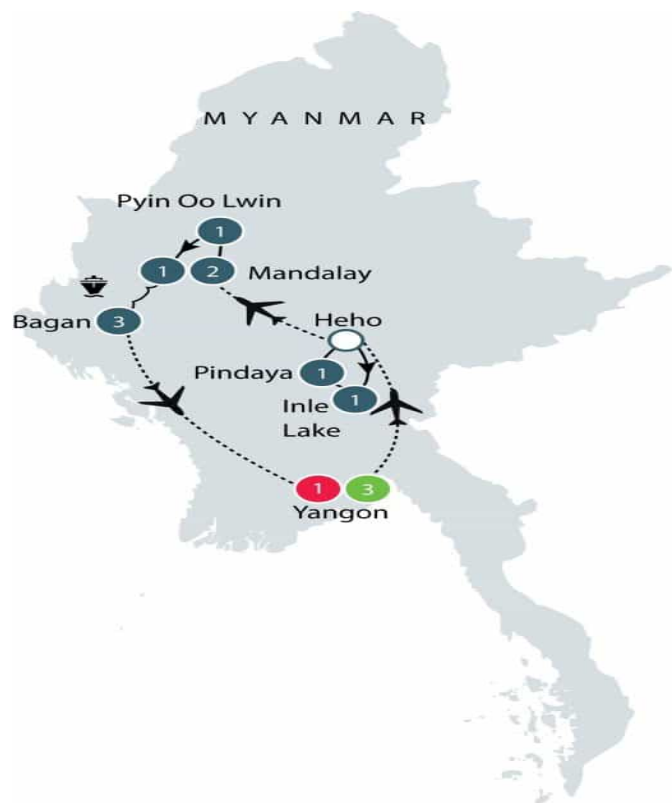 MYANMAR
Pyin Oo Lwin
1
1
2
Mandalay
Bagan
3
Heho
Pindaya
1
Inle
Lake
1
1
3
Yangon